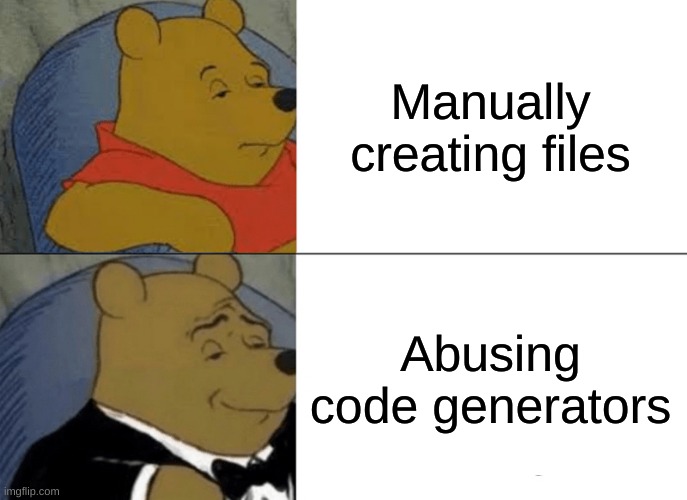 Manually
creating files
Abusing
code generators
imgflip.com